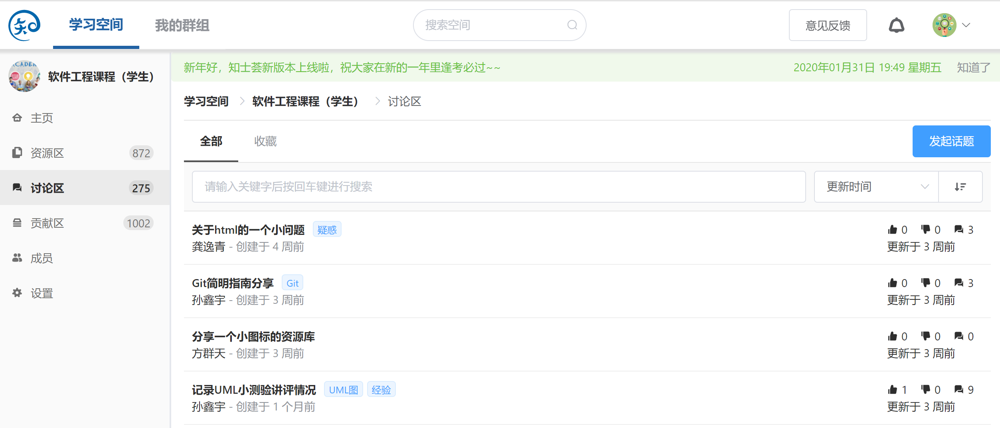 知
学习空间
我的群组
搜索空间
意见反馈
ACADEM
软件工程课程（学生）
主页
资源区 872
讨论区 275
贡献区 1002
成员
设置
新年好，知士荟新版本上线啦，祝大家在新的一年里逢考必过~~ 2020年01月31日 19:49 星期五 知道了
学习空间 > 软件工程课程（学生） > 讨论区
全部 收藏 发起话题
请输入关键字后按回车键进行搜索 更新时间
关于html的一个小问题 疑惑 0 0 3
龚逸青 - 创建于 4 周前 更新于 3 周前
Git简明指南分享 Git 0 0 3
孙鑫宇 - 创建于 3 周前 更新于 3 周前
分享一个小图标的资源库 0 0 0
方群天 - 创建于 3 周前 更新于 3 周前
记录UML小测验讲评情况 UML图 经验 1 0 9
孙鑫宇 - 创建于 1 个月前 更新于 3 周前